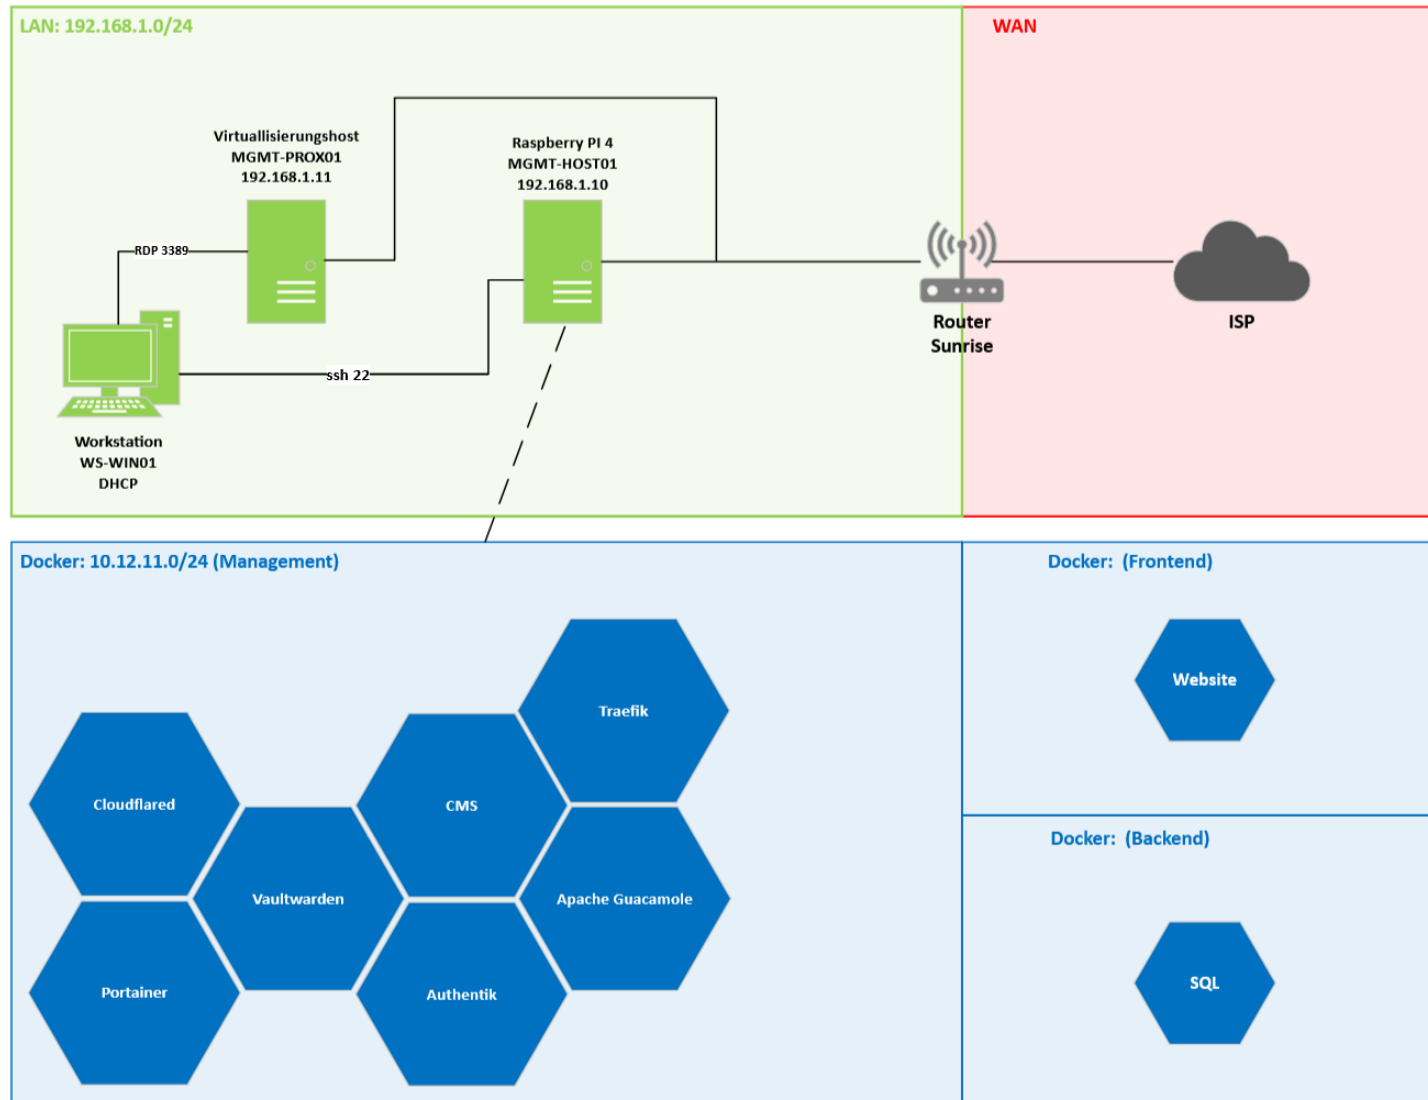 LAN: 192.168.1.0/24
WAN
Virtuallisierungshost
MGMT-PROX01
192.168.1.11
Raspberry PI 4
MGMT-HOST01
192.168.1.10
RDP 3389
ssh 22
Router
Sunrise
ISP
Workstation
WS-WIN01
DHCP
Docker: 10.12.11.0/24 (Management)
Traefik
Cloudflared
CMS
Vaultwarden
Apache Guacamole
Portainer
Authentik
Docker: (Frontend)
Website
Docker: (Backend)
SQL